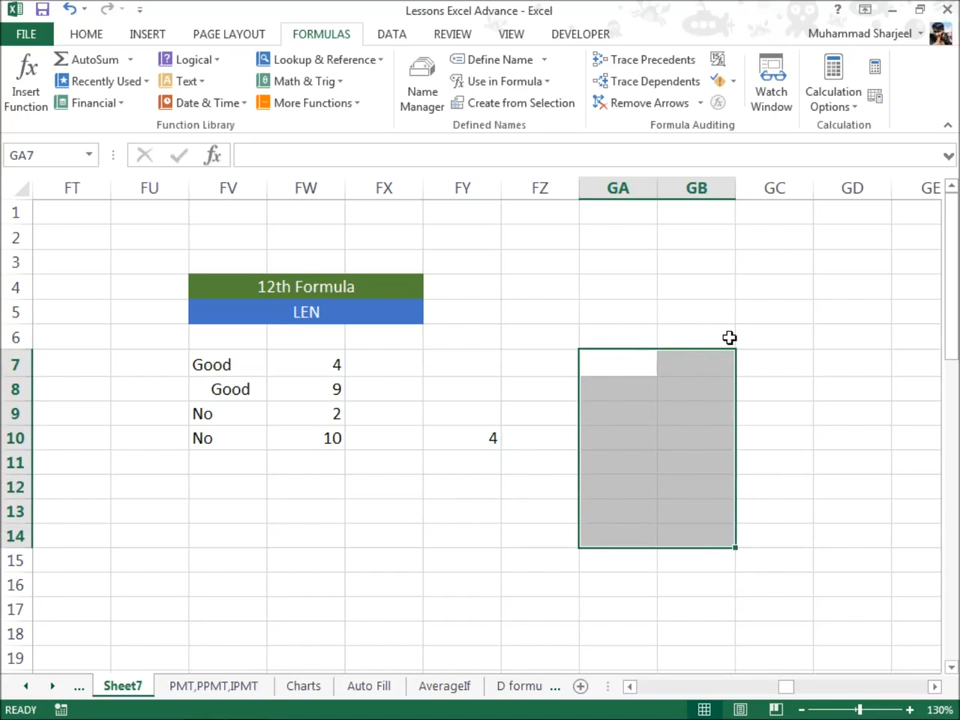 Lessons Excel Advance - Excel
?
FILE HOME INSERT PAGE LAYOUT FORMULAS DATA REVIEW VIEW DEVELOPER Muhammad Sharjeel
fx Insert Function
Σ AutoSum
Recently Used
Financial
Logical
Text
Date & Time
Lookup & Reference
Math & Trig
More Functions
Function Library
Name Manager
Define Name
Use in Formula
Create from Selection
Defined Names
Trace Precedents
Trace Dependents
Remove Arrows
Formula Auditing
Watch Window
Calculation Options
Calculation
GA7 fx
FT FU FV FW FX FY FZ GA GB GC GD GE
1
2
3
4 12th Formula
5 LEN
6
7 Good 4
8 Good 9
9 No 2
10 No 10 4
11
12
13
14
15
16
17
18
19
... Sheet7 PMT,PPMT,IPMT Charts Auto Fill AverageIf D formu ...
READY 130%